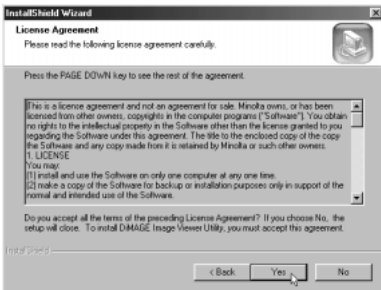 InstallShield Wizard
License Agreement
Please read the following license agreement carefully.
Press the PAGE DOWN key to see the rest of the agreement.
This is a license agreement and not an agreement for sale. Minolta owns, or has been
licensed from other owners, copyrights in the computer programs ("Software"). You obtain
no rights to the intellectual property in the Software other than the license granted to you
regarding the Software under this agreement. The title to the enclosed copy of the copy
the Software and any copy made from it is retained by Minolta or such other owners.
1. LICENSE
You may:
(1) install and use the Software on only one computer at any one time.
(2) make a copy of the Software for backup or installation purposes only in support of the
normal and intended use of the Software.
Do you accept all the terms of the preceding License Agreement? If you choose No, the
setup will close. To install DiMAGE Image Viewer Utility, you must accept this agreement.
InstallShield
< Back
Yes
No